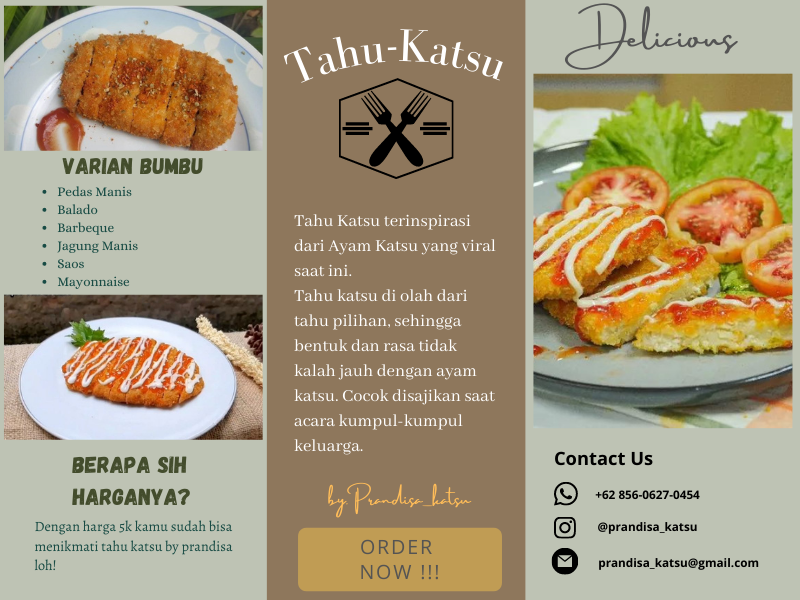 VARIAN BUMBU
• Pedas Manis
• Balado
• Barbeque
• Jagung Manis
• Saos
• Mayonnaise
BERAPA SIH
HARGANYA?
Dengan harga 5k kamu sudah bisa
menikmati tahu katsu by prandisa
loh!
Tahu-Katsu
Tahu Katsu terinspirasi
dari Ayam Katsu yang viral
saat ini.
Tahu katsu di olah dari
tahu pilihan, sehingga
bentuk dan rasa tidak
kalah jauh dengan ayam
katsu. Cocok disajikan saat
acara kumpul-kumpul
keluarga.
by.Prandisa_katsu
ORDER
NOW !!!
Delicious
Contact Us
+62 856-0627-0454
@prandisa_katsu
prandisa_katsu@gmail.com